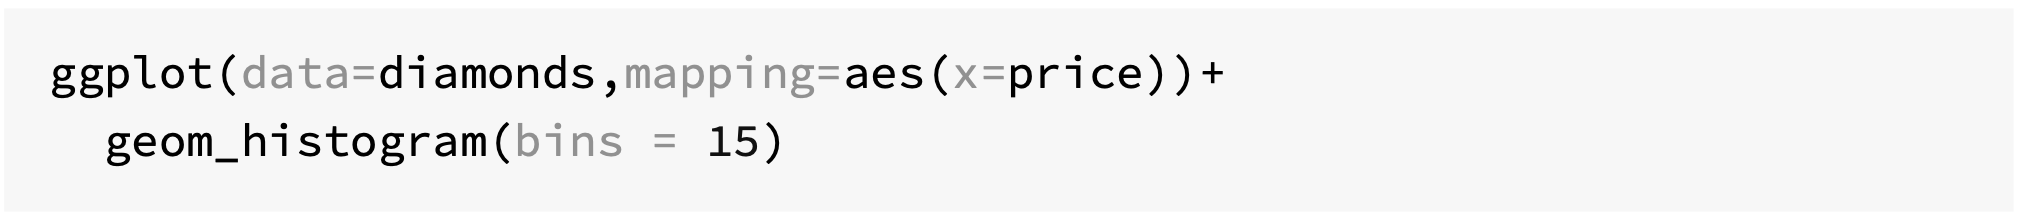 ggplot(data=diamonds,mapping=aes(x=price))+
  geom_histogram(bins = 15)